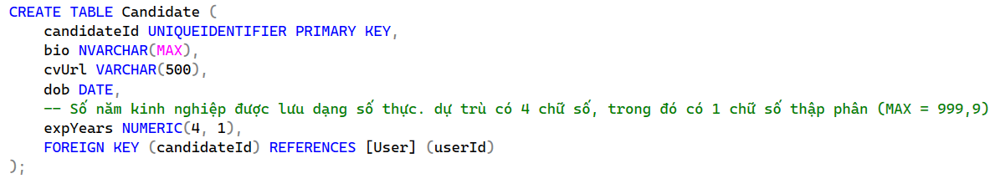 CREATE TABLE Candidate (
    candidateId UNIQUEIDENTIFIER PRIMARY KEY,
    bio NVARCHAR(MAX),
    cvUrl VARCHAR(500),
    dob DATE,
    -- Số năm kinh nghiệp được lưu dạng số thực. dự trù có 4 chữ số, trong đó có 1 chữ số thập phân (MAX = 999,9)
    expYears NUMERIC(4, 1),
    FOREIGN KEY (candidateId) REFERENCES [User] (userId)
);